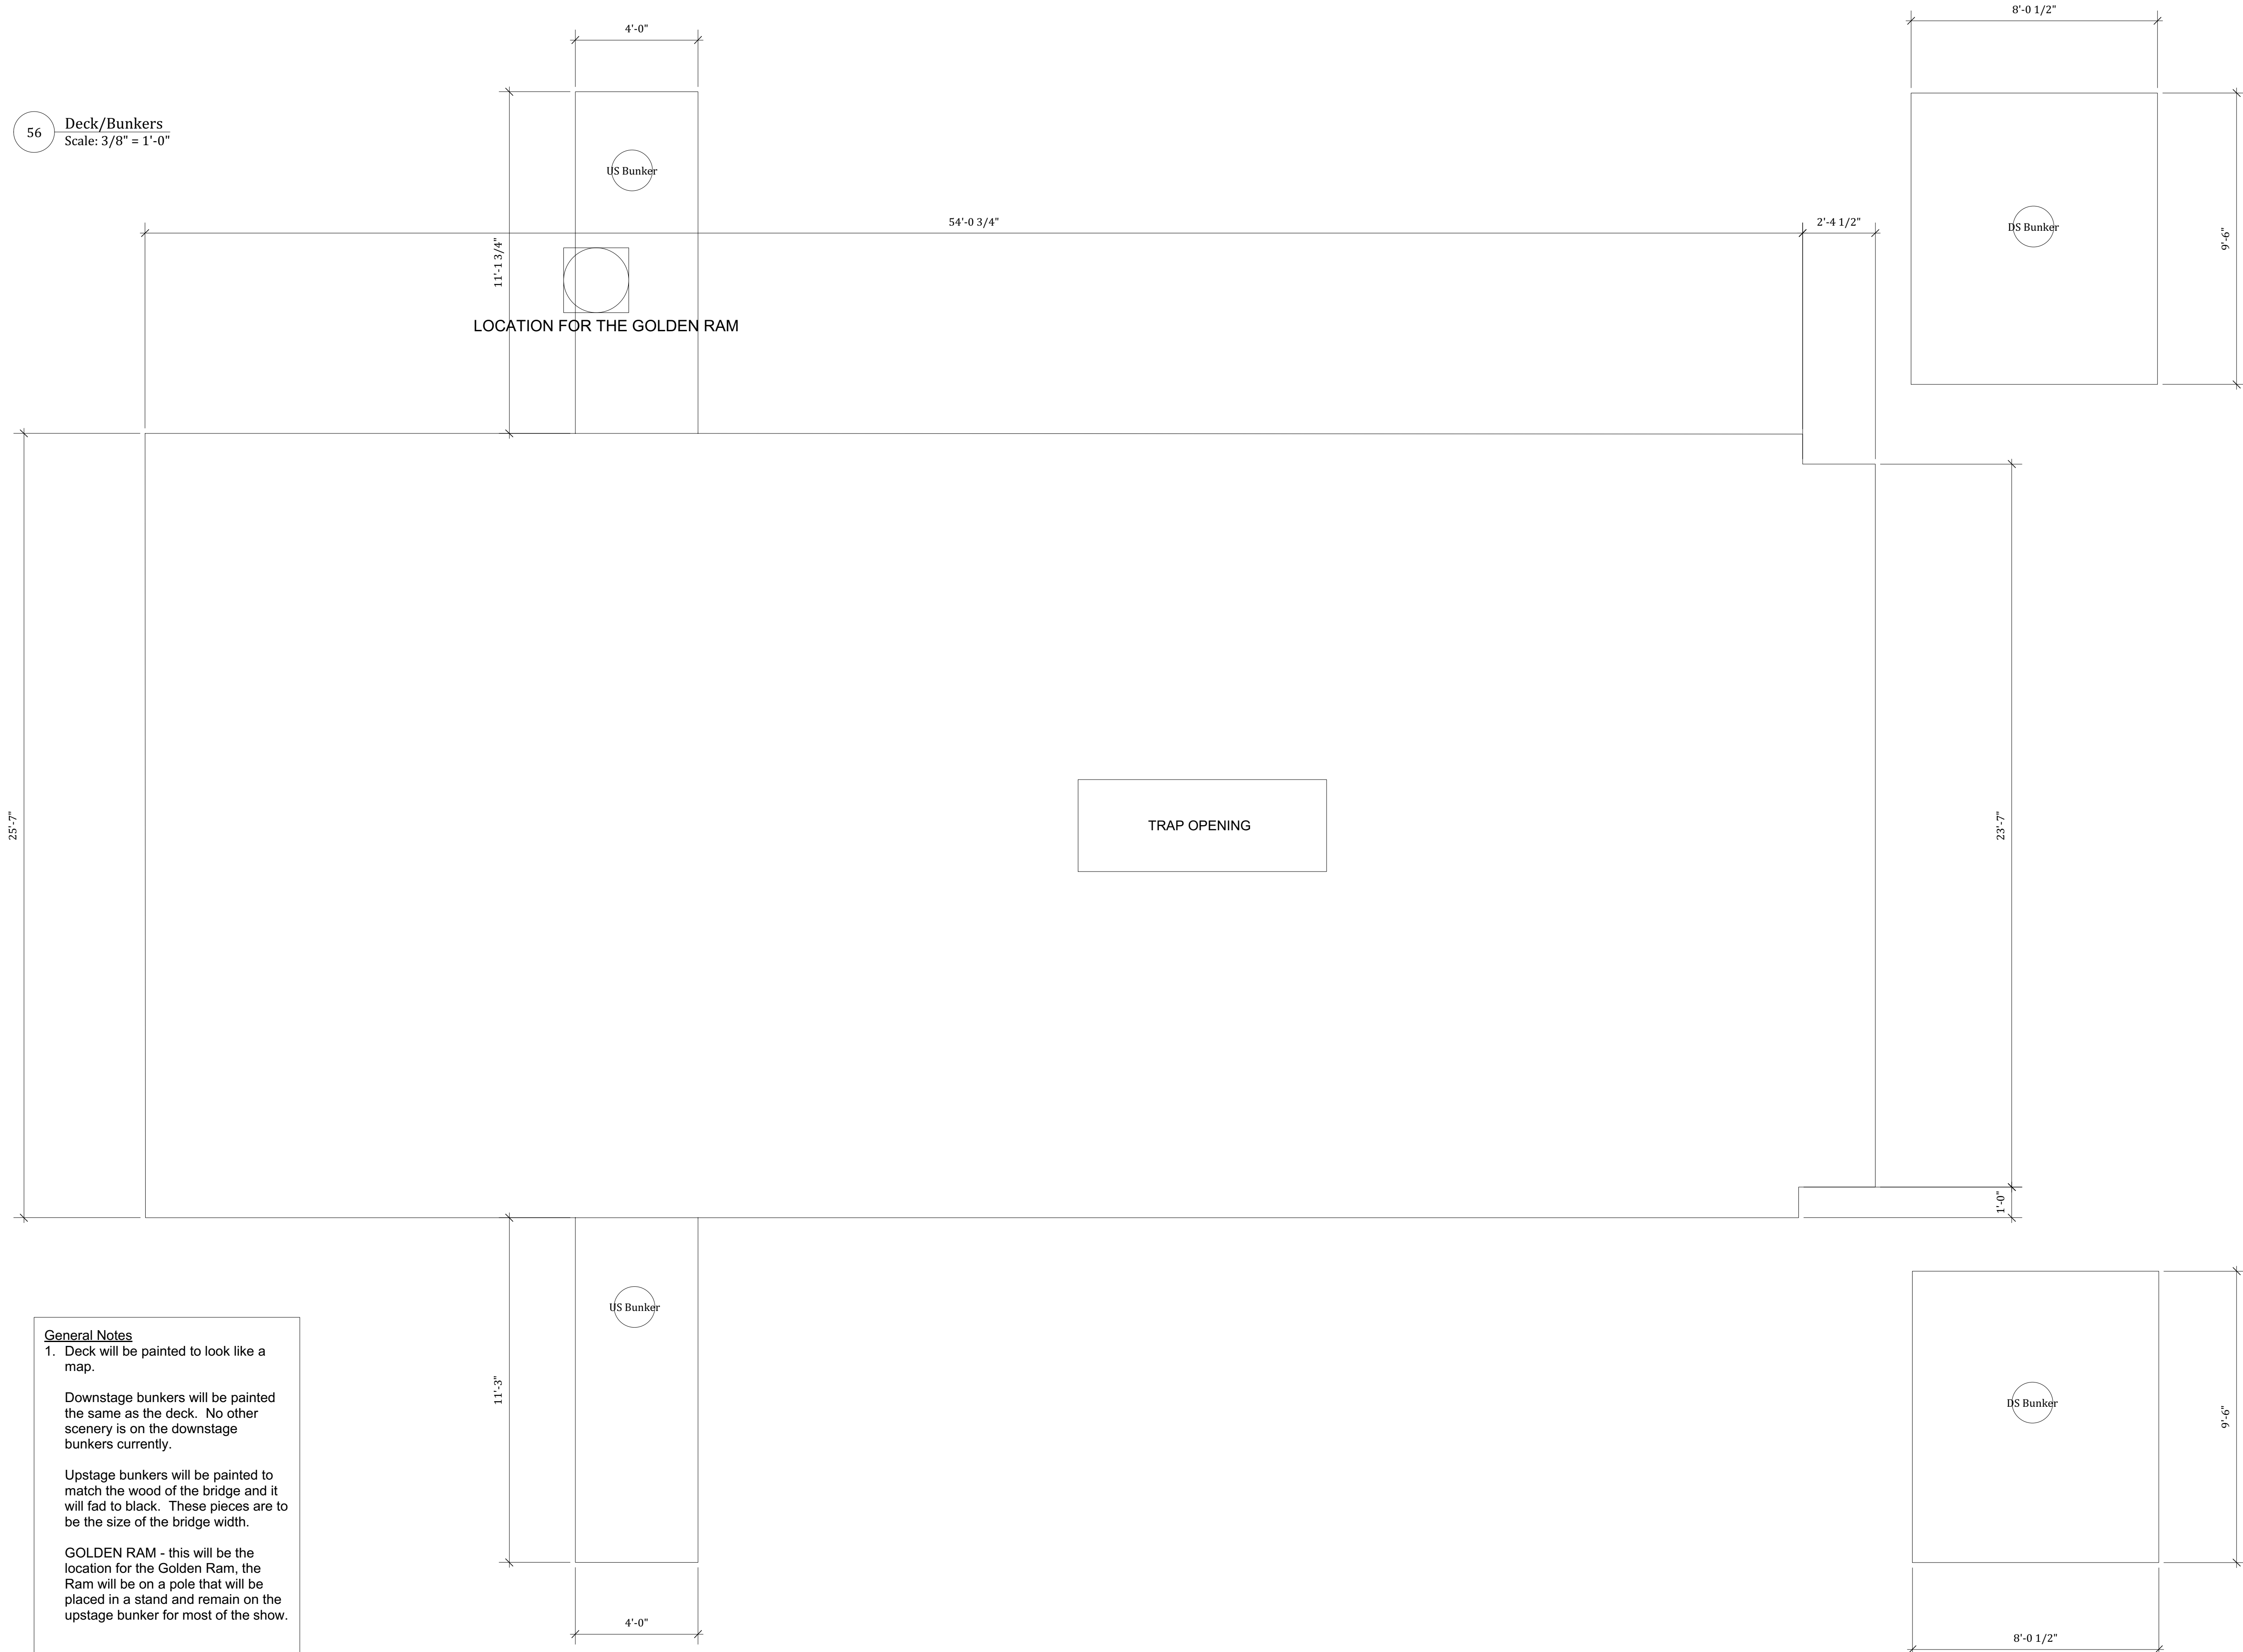 4'-0"
8'-0 1/2"
56
Deck/Bunkers
Scale: 3/8" = 1'-0"
US Bunker
54'-0 3/4"
2'-4 1/2"
DS Bunker
9'-6"
11'-1 3/4"
LOCATION FOR THE GOLDEN RAM
25'-7"
TRAP OPENING
23'-7"
1'-0"
US Bunker
11'-3"
DS Bunker
9'-6"
General Notes
1. Deck will be painted to look like a
map.
Downstage bunkers will be painted
the same as the deck. No other
scenery is on the downstage
bunkers currently.
Upstage bunkers will be painted to
match the wood of the bridge and it
will fad to black. These pieces are to
be the size of the bridge width.
GOLDEN RAM - this will be the
location for the Golden Ram, the
Ram will be on a pole that will be
placed in a stand and remain on the
upstage bunker for most of the show.
4'-0"
8'-0 1/2"